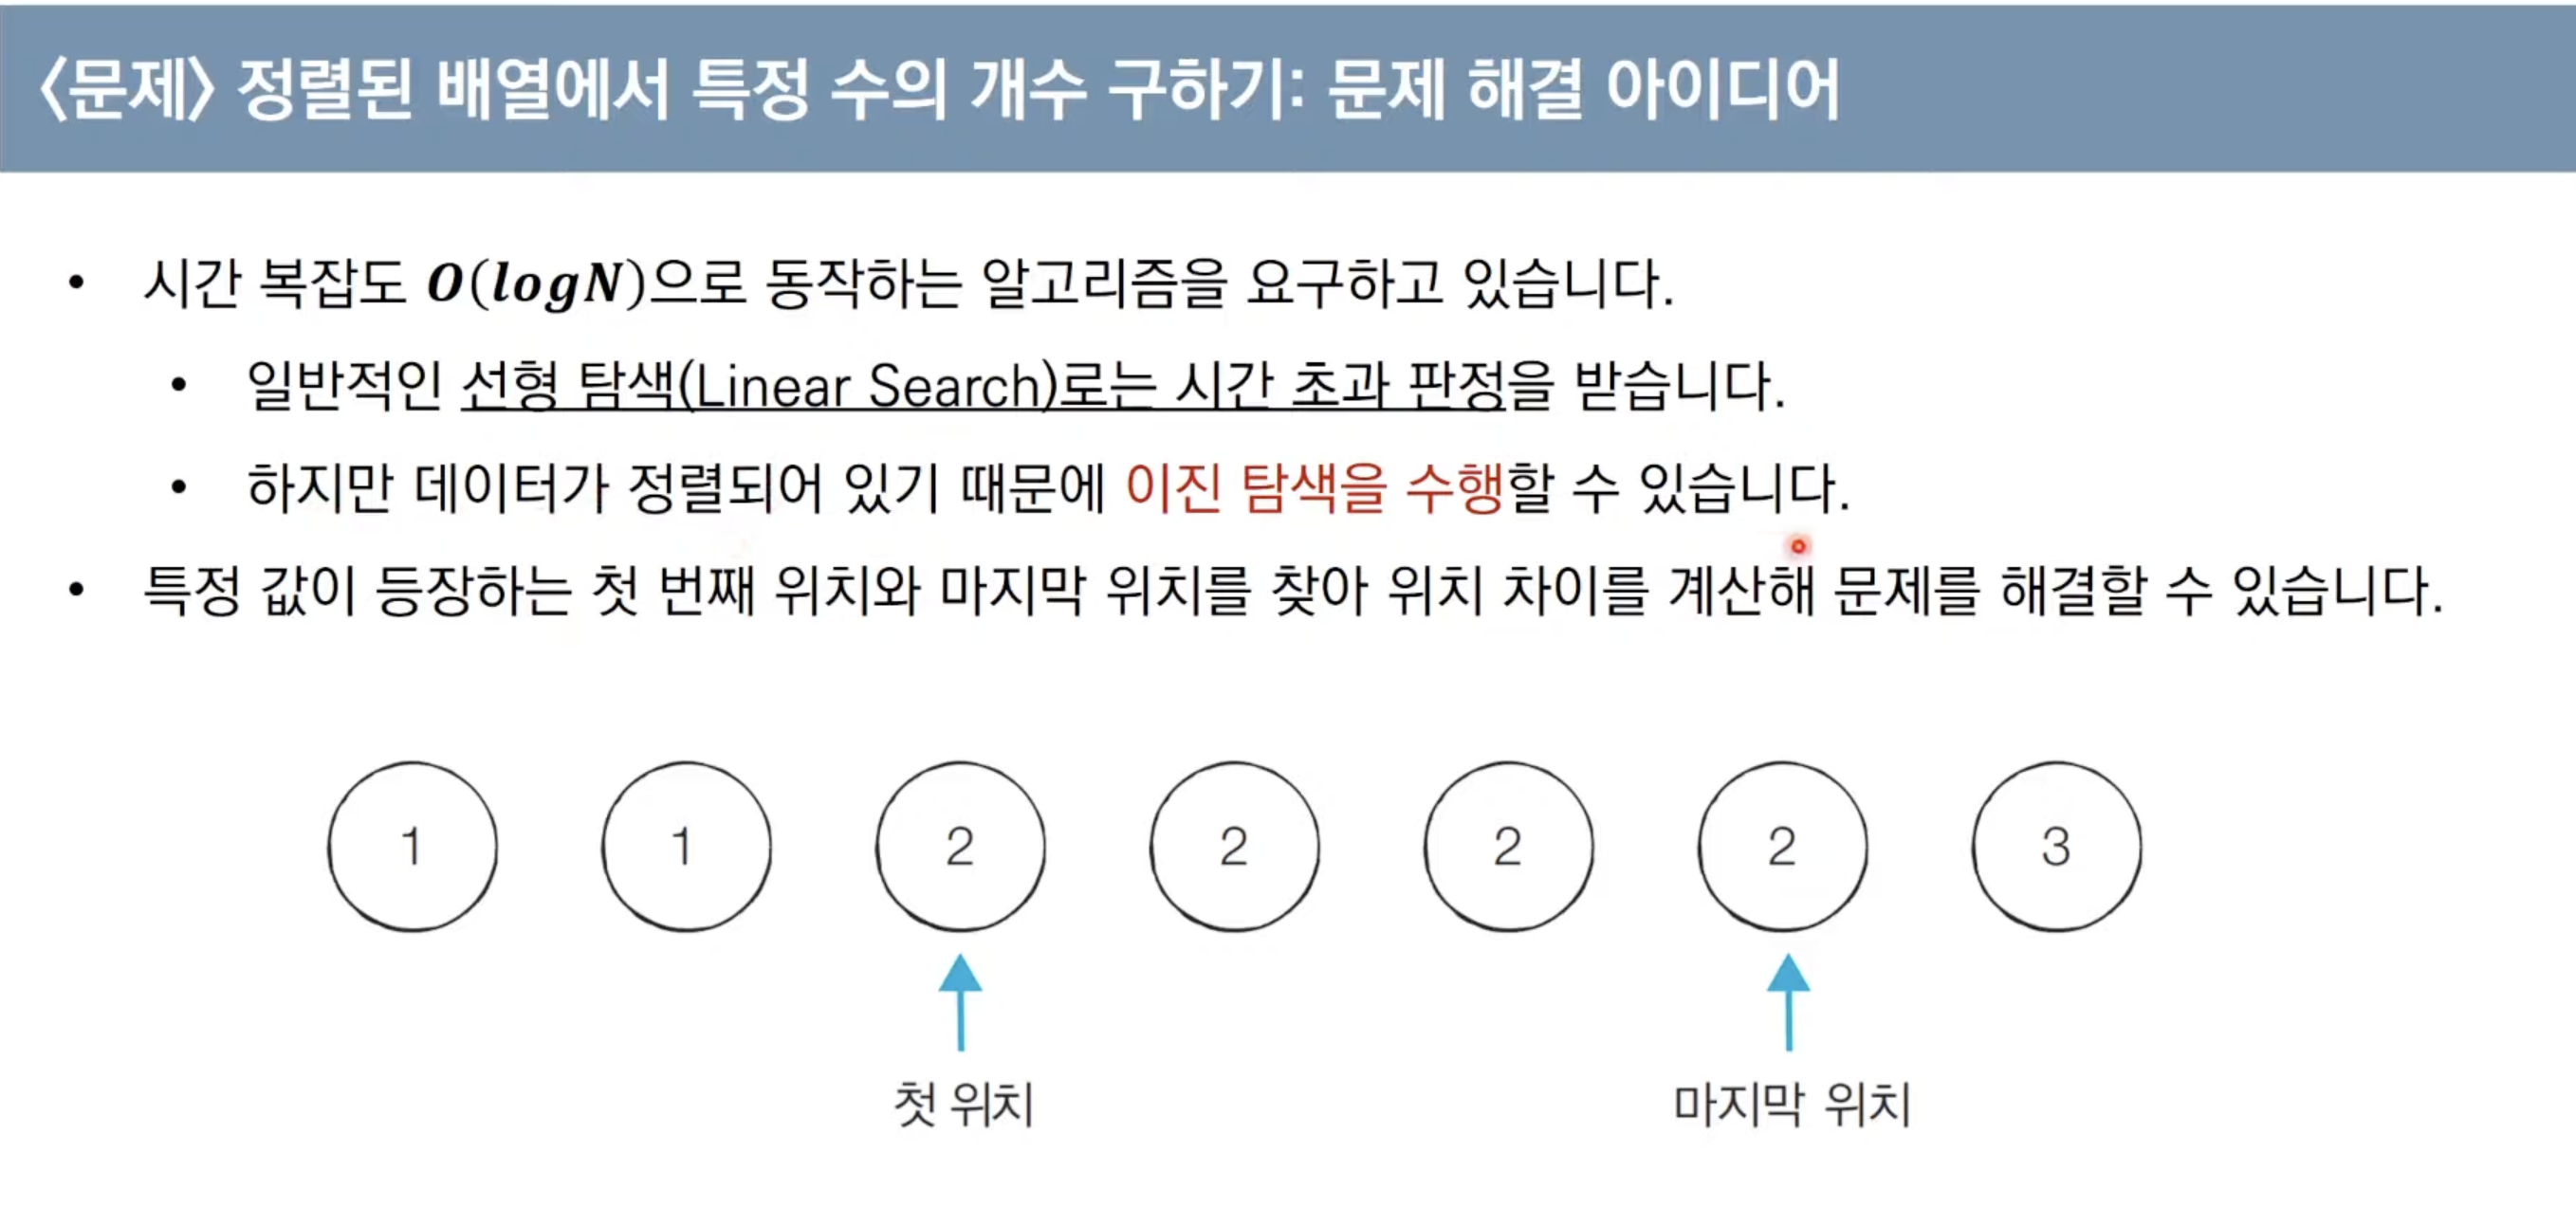 〈문제〉 정렬된 배열에서 특정 수의 개수 구하기: 문제 해결 아이디어
• 시간 복잡도 O(logN)으로 동작하는 알고리즘을 요구하고 있습니다.
• 일반적인 선형 탐색(Linear Search)로는 시간 초과 판정을 받습니다.
• 하지만 데이터가 정렬되어 있기 때문에 이진 탐색을 수행할 수 있습니다.
• 특정 값이 등장하는 첫 번째 위치와 마지막 위치를 찾아 위치 차이를 계산해 문제를 해결할 수 있습니다.
1 1 2 2 2 2 3
첫 위치 마지막 위치